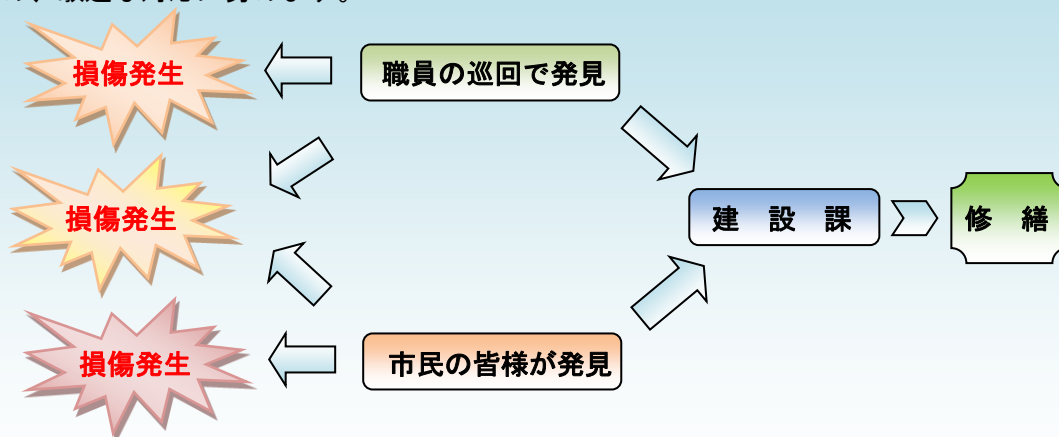 損傷発生
職員の巡回で発見
損傷発生
建 設 課
修 繕
損傷発生
市民の皆様が発見